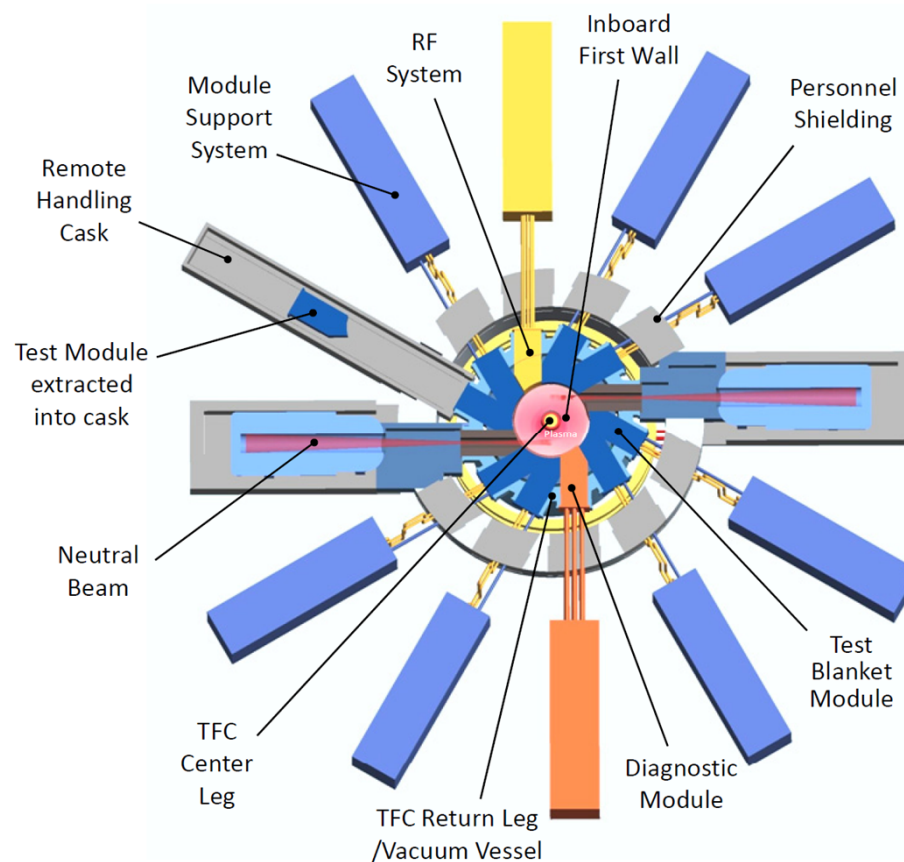 RF
System
Inboard
First Wall
Module
Support
System
Personnel
Shielding
Remote
Handling
Cask
Test Module
extracted
into cask
Plasma
Neutral
Beam
Test
Blanket
Module
TFC
Center
Leg
Diagnostic
Module
TFC Return Leg
/Vacuum Vessel